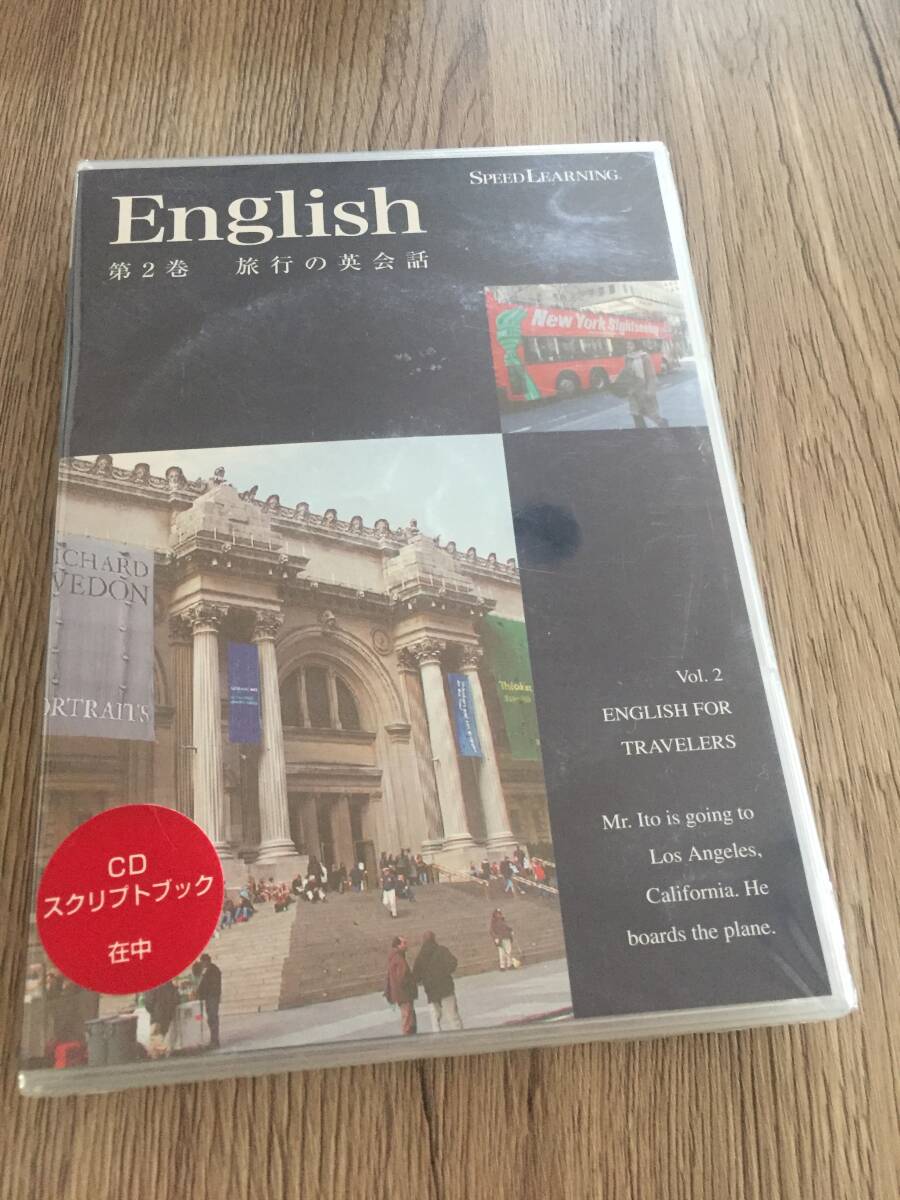 SPEEDLEARNING
English
第2巻 旅行の英会話
New York Sightseeing
ICHARD
VEDON
ORTRAITS
Vol. 2
ENGLISH FOR
TRAVELERS
Mr. Ito is going to
Los Angeles,
California. He
boards the plane.
CD
スクリプトブック
在中